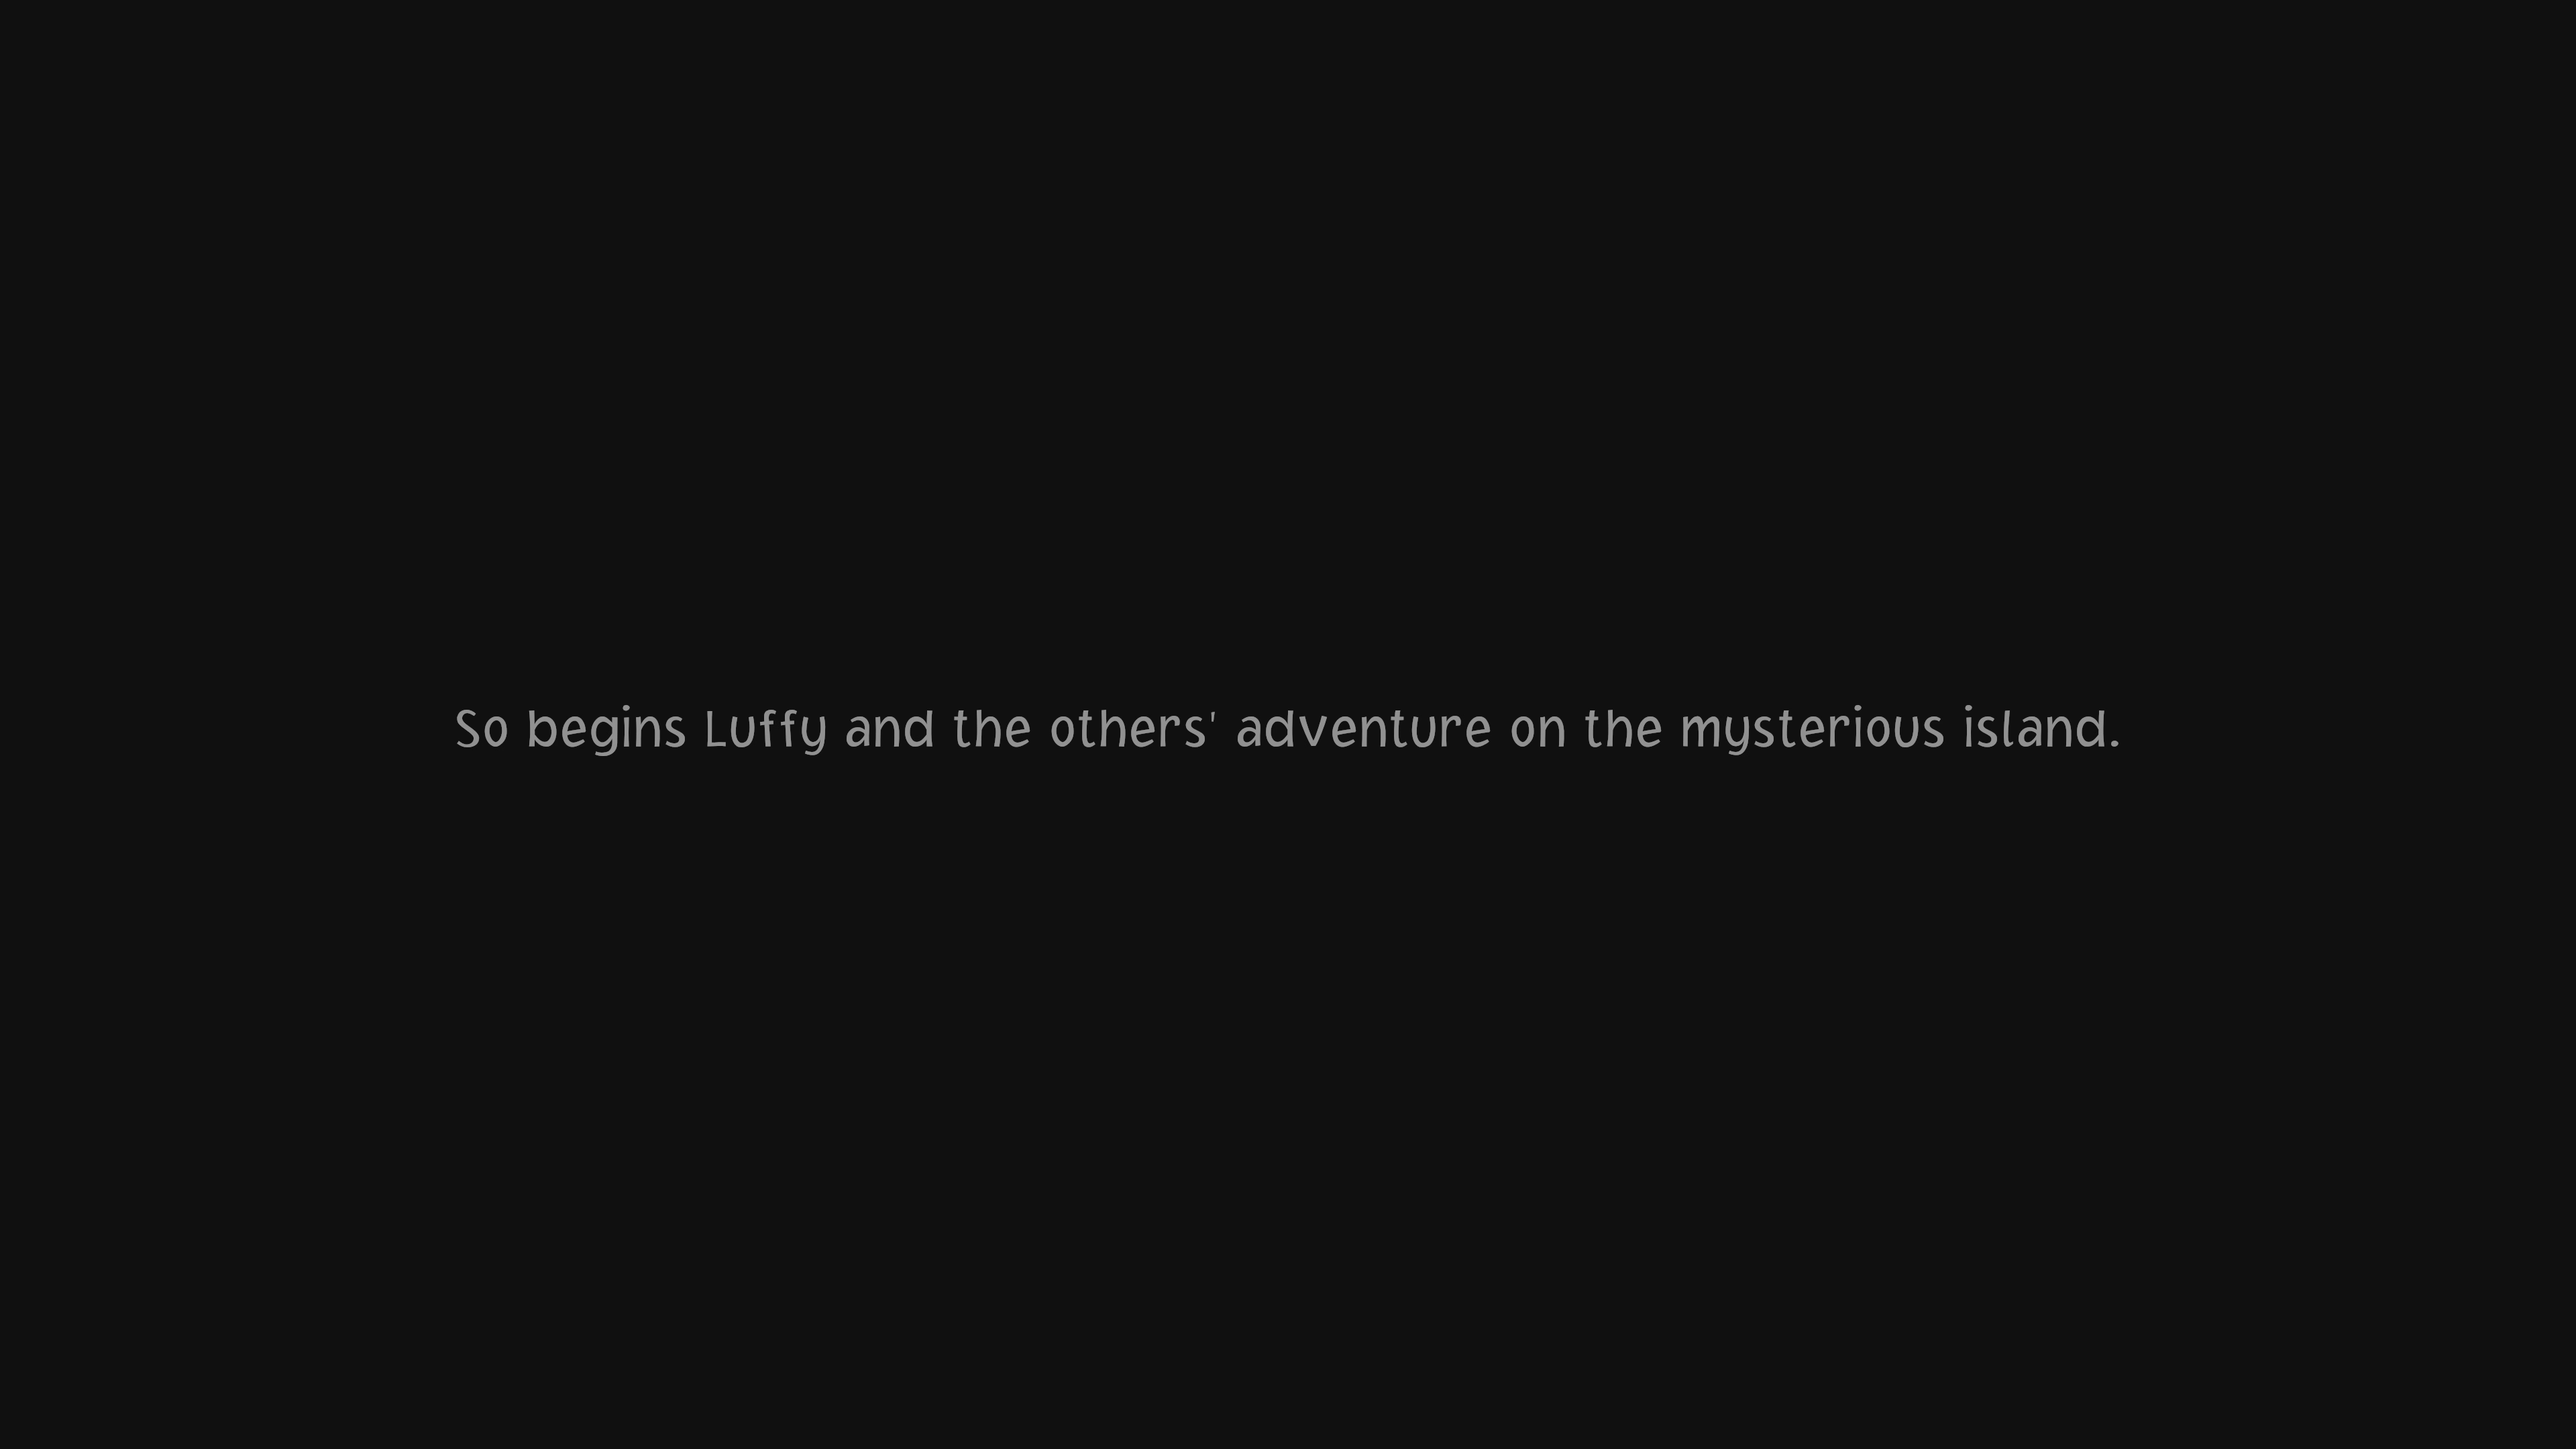 So begins Luffy and the others' adventure on the mysterious island.